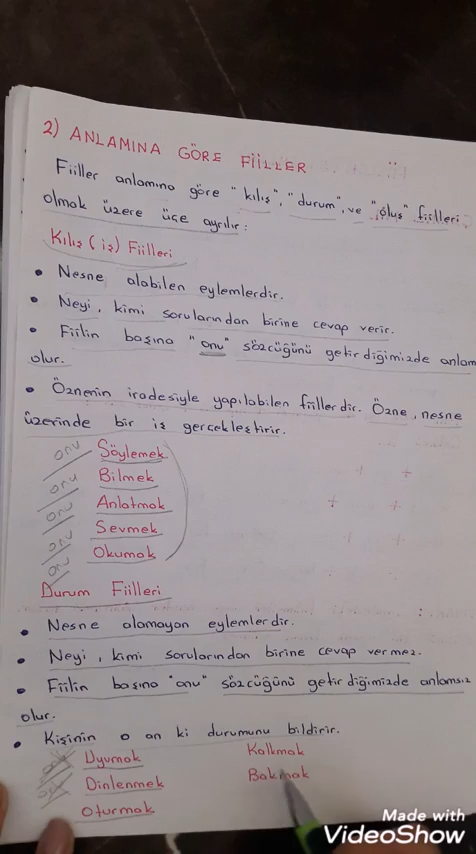 2) ANLAMINA GÖRE FİİLLER
Fiiller anlamına göre "kılış", "durum", ve "oluş" fiilleri
olmak üzere üçe ayrılır:
Kılış (iş) Fiilleri
• Nesne alabilen eylemlerdir.
• Neyi, kimi sorularından birine cevap verir.
• Fiilin başına "onu" sözcüğünü getirdiğimizde anlam
olur.
• Öznenin iradesiyle yapılabilen fiillerdir. Özne, nesne
üzerinde bir iş gerçekleştirir.
onu Söylemek
onu Bilmek
onu Anlatmak
onu Sevmek
onu Okumak
Durum Fiilleri
• Nesne alamayan eylemlerdir.
• Neyi, kimi sorularından birine cevap vermez.
• Fiilin başına "onu" sözcüğünü getirdiğimizde anlamsız
olur.
• Kişinin o an ki durumunu bildirir.
Uyumak Kalkmak
Dinlenmek Bakmak
Oturmak
Made with
VideoShow